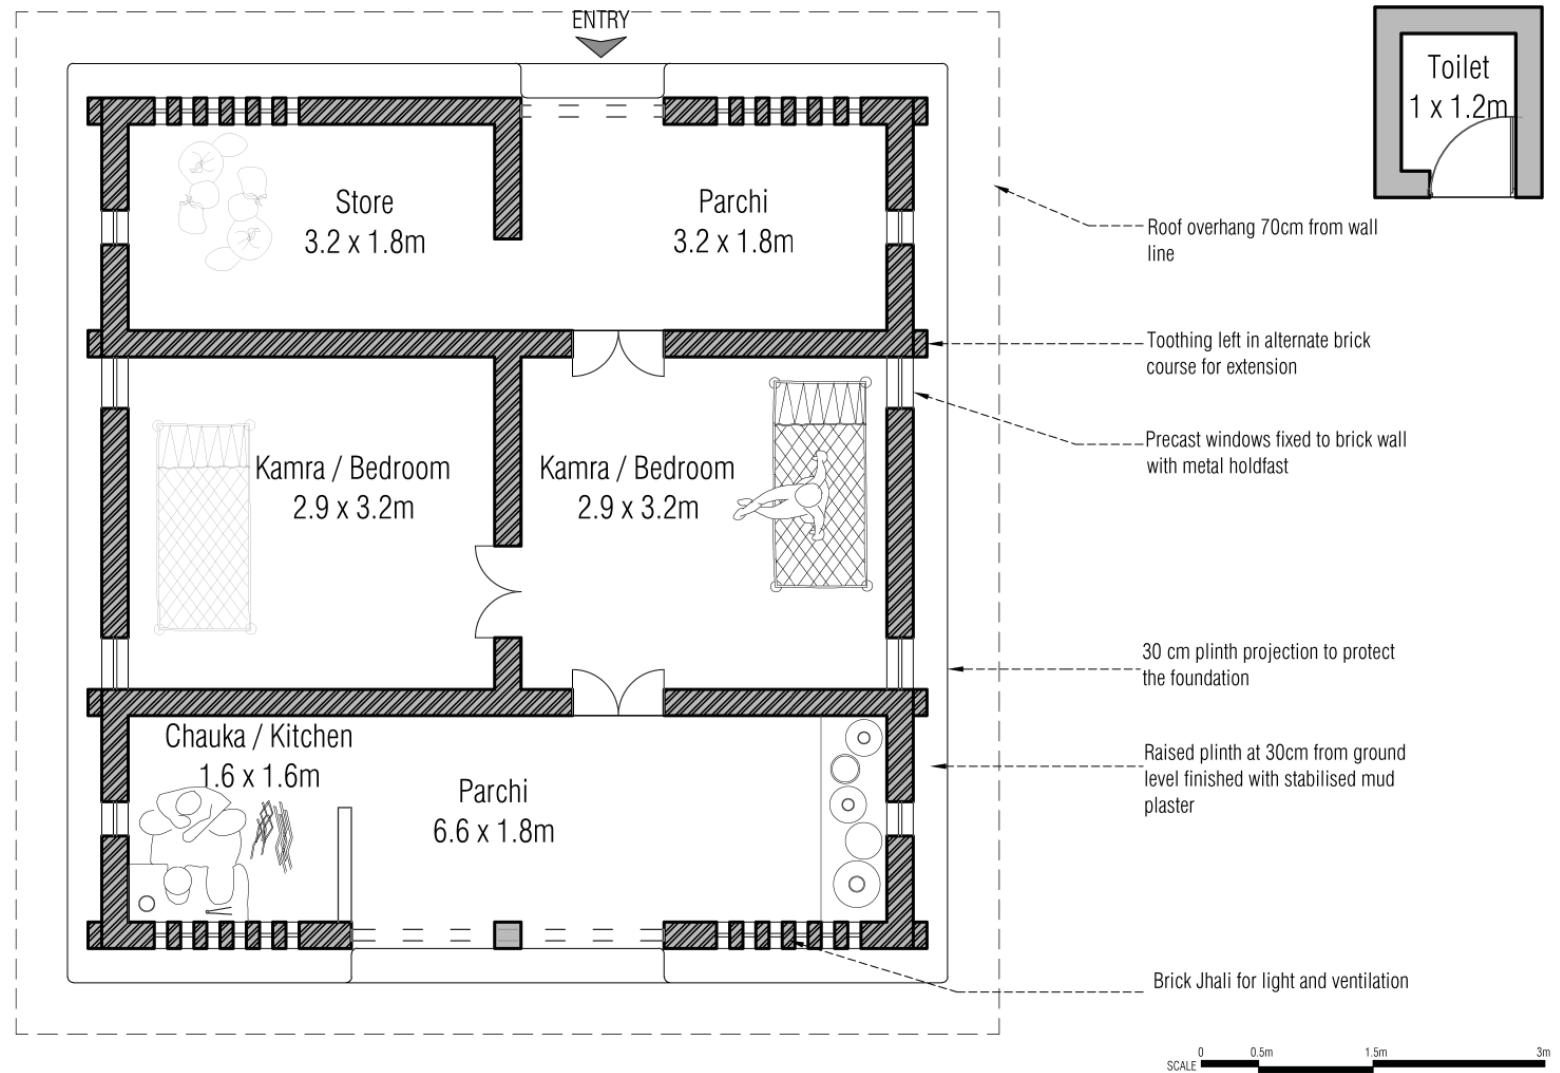 ENTRY
Toilet
1 x 1.2m
Store
3.2 x 1.8m
Parchi
3.2 x 1.8m
Roof overhang 70cm from wall
line
Toothing left in alternate brick
course for extension
Precast windows fixed to brick wall
with metal holdfast
Kamra / Bedroom
2.9 x 3.2m
Kamra / Bedroom
2.9 x 3.2m
30 cm plinth projection to protect
the foundation
Chauka / Kitchen
1.6 x 1.6m
Parchi
6.6 x 1.8m
Raised plinth at 30cm from ground
level finished with stabilised mud
plaster
Brick Jhali for light and ventilation
SCALE 0 0.5m 1.5m 3m